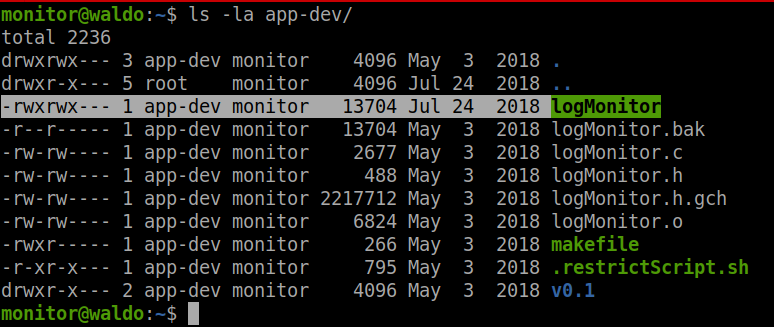 monitor@waldo:~$ ls -la app-dev/
total 2236
drwxrwx--- 3 app-dev monitor    4096 May  3  2018 .
drwxr-x--- 5 root    monitor    4096 Jul 24  2018 ..
-rwxrwx--- 1 app-dev monitor   13704 Jul 24  2018 logMonitor
-r--r----- 1 app-dev monitor   13704 May  3  2018 logMonitor.bak
-rw-rw---- 1 app-dev monitor    2677 May  3  2018 logMonitor.c
-rw-rw---- 1 app-dev monitor     488 May  3  2018 logMonitor.h
-rw-rw---- 1 app-dev monitor 2217712 May  3  2018 logMonitor.h.gch
-rw-rw---- 1 app-dev monitor    6824 May  3  2018 logMonitor.o
-rwxr----- 1 app-dev monitor     266 May  3  2018 makefile
-r-xr-x--- 1 app-dev monitor     795 May  3  2018 .restrictScript.sh
drwxr-x--- 2 app-dev monitor    4096 May  3  2018 v0.1
monitor@waldo:~$